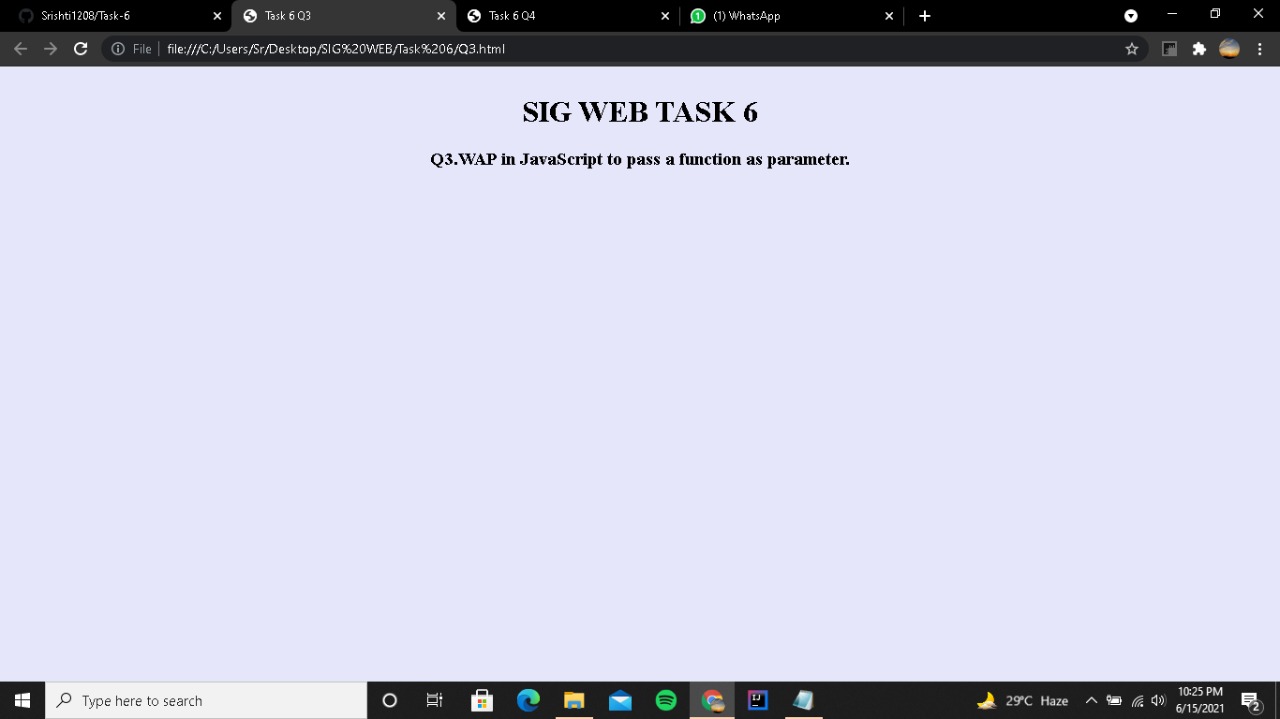 Srishti1208/Task-6
Task 6 Q3
Task 6 Q4
(1) WhatsApp
File
file:///C:/Users/Sr/Desktop/SIG%20WEB/Task%206/Q3.html
SIG WEB TASK 6
Q3.WAP in JavaScript to pass a function as parameter.
Type here to search
29°C Haze
10:25 PM
6/15/2021
2